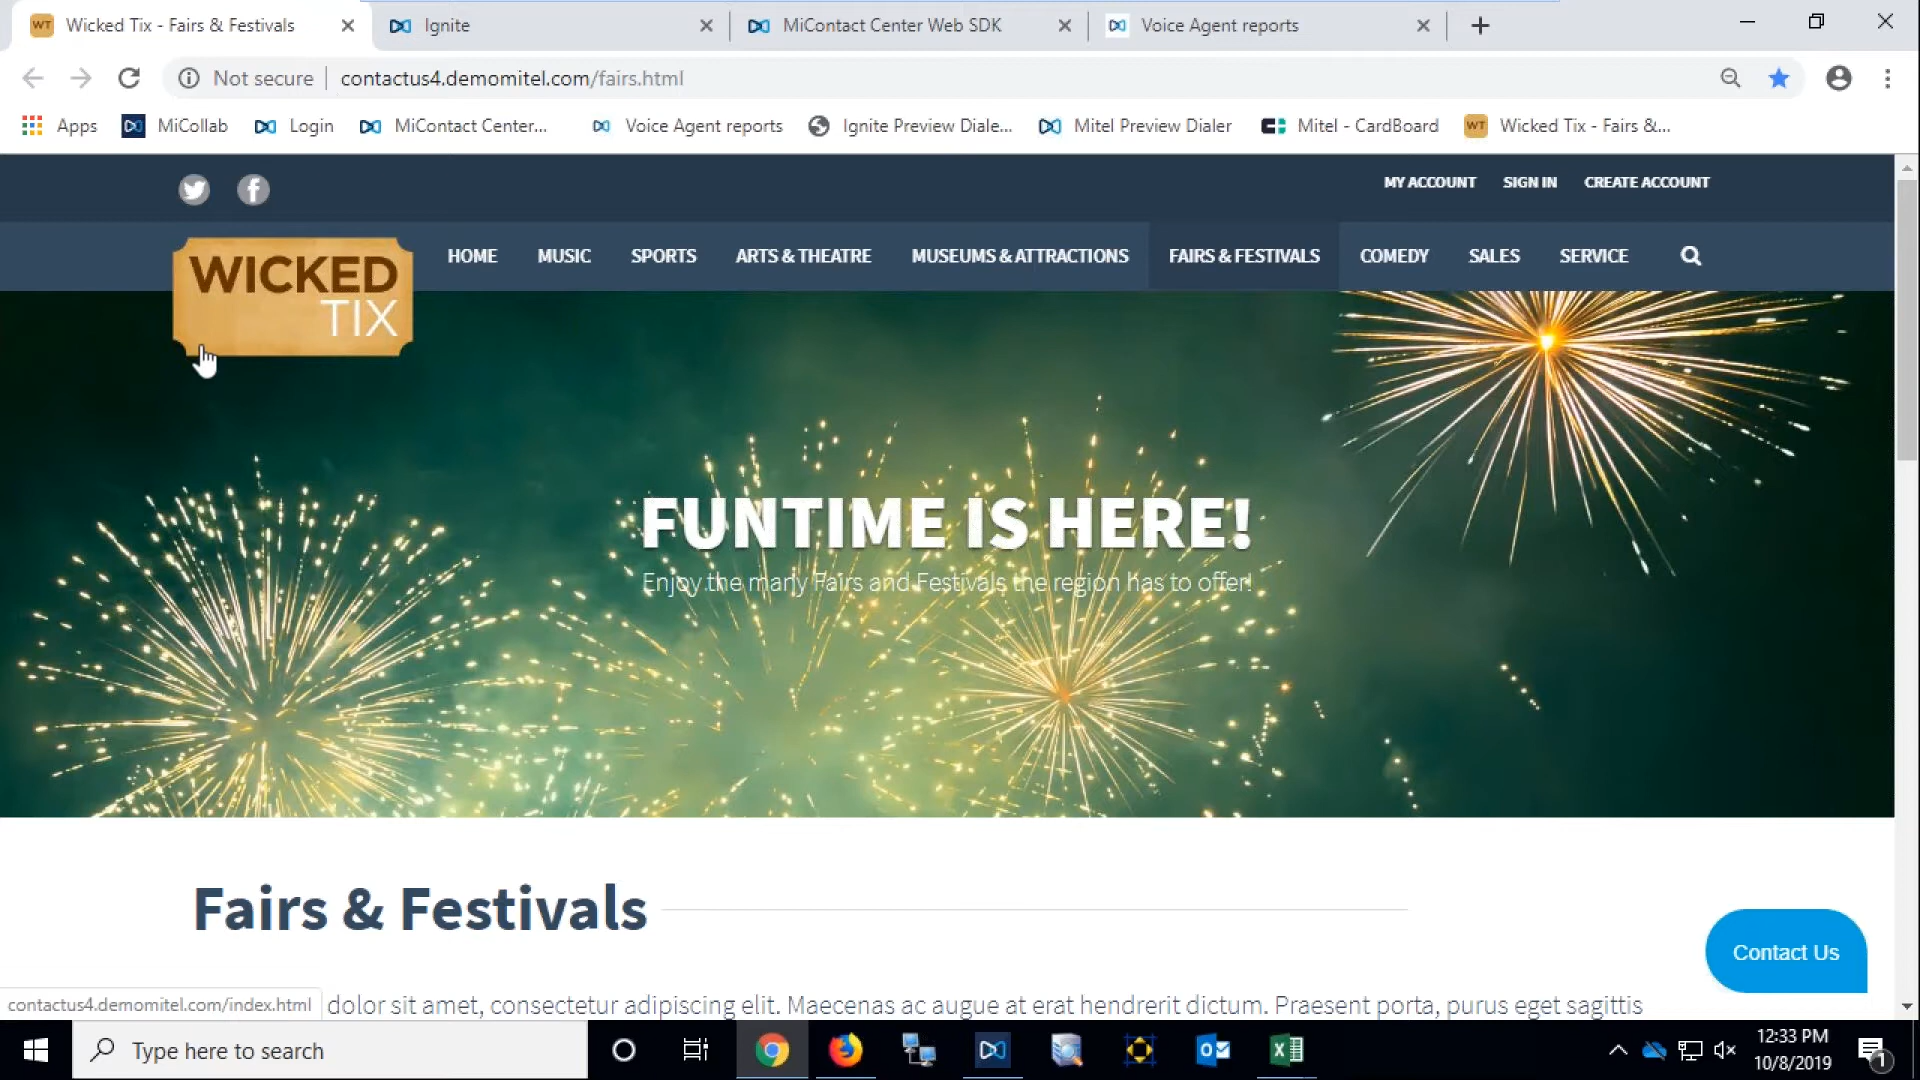 WT Wicked Tix - Fairs & Festivals
Ignite
MiContact Center Web SDK
Voice Agent reports
Not secure contactus4.demomitel.com/fairs.html
Apps MiCollab Login MiContact Center... Voice Agent reports Ignite Preview Diale... Mitel Preview Dialer Mitel - CardBoard WT Wicked Tix - Fairs &...
MY ACCOUNT SIGN IN CREATE ACCOUNT
WICKED
TIX
HOME MUSIC SPORTS ARTS & THEATRE MUSEUMS & ATTRACTIONS FAIRS & FESTIVALS COMEDY SALES SERVICE
FUNTIME IS HERE!
Enjoy the many Fairs and Festivals the region has to offer!
Fairs & Festivals
Contact Us
contactus4.demomitel.com/index.html
dolor sit amet, consectetur adipiscing elit. Maecenas ac augue at erat hendrerit dictum. Praesent porta, purus eget sagittis
Type here to search
12:33 PM
10/8/2019
1